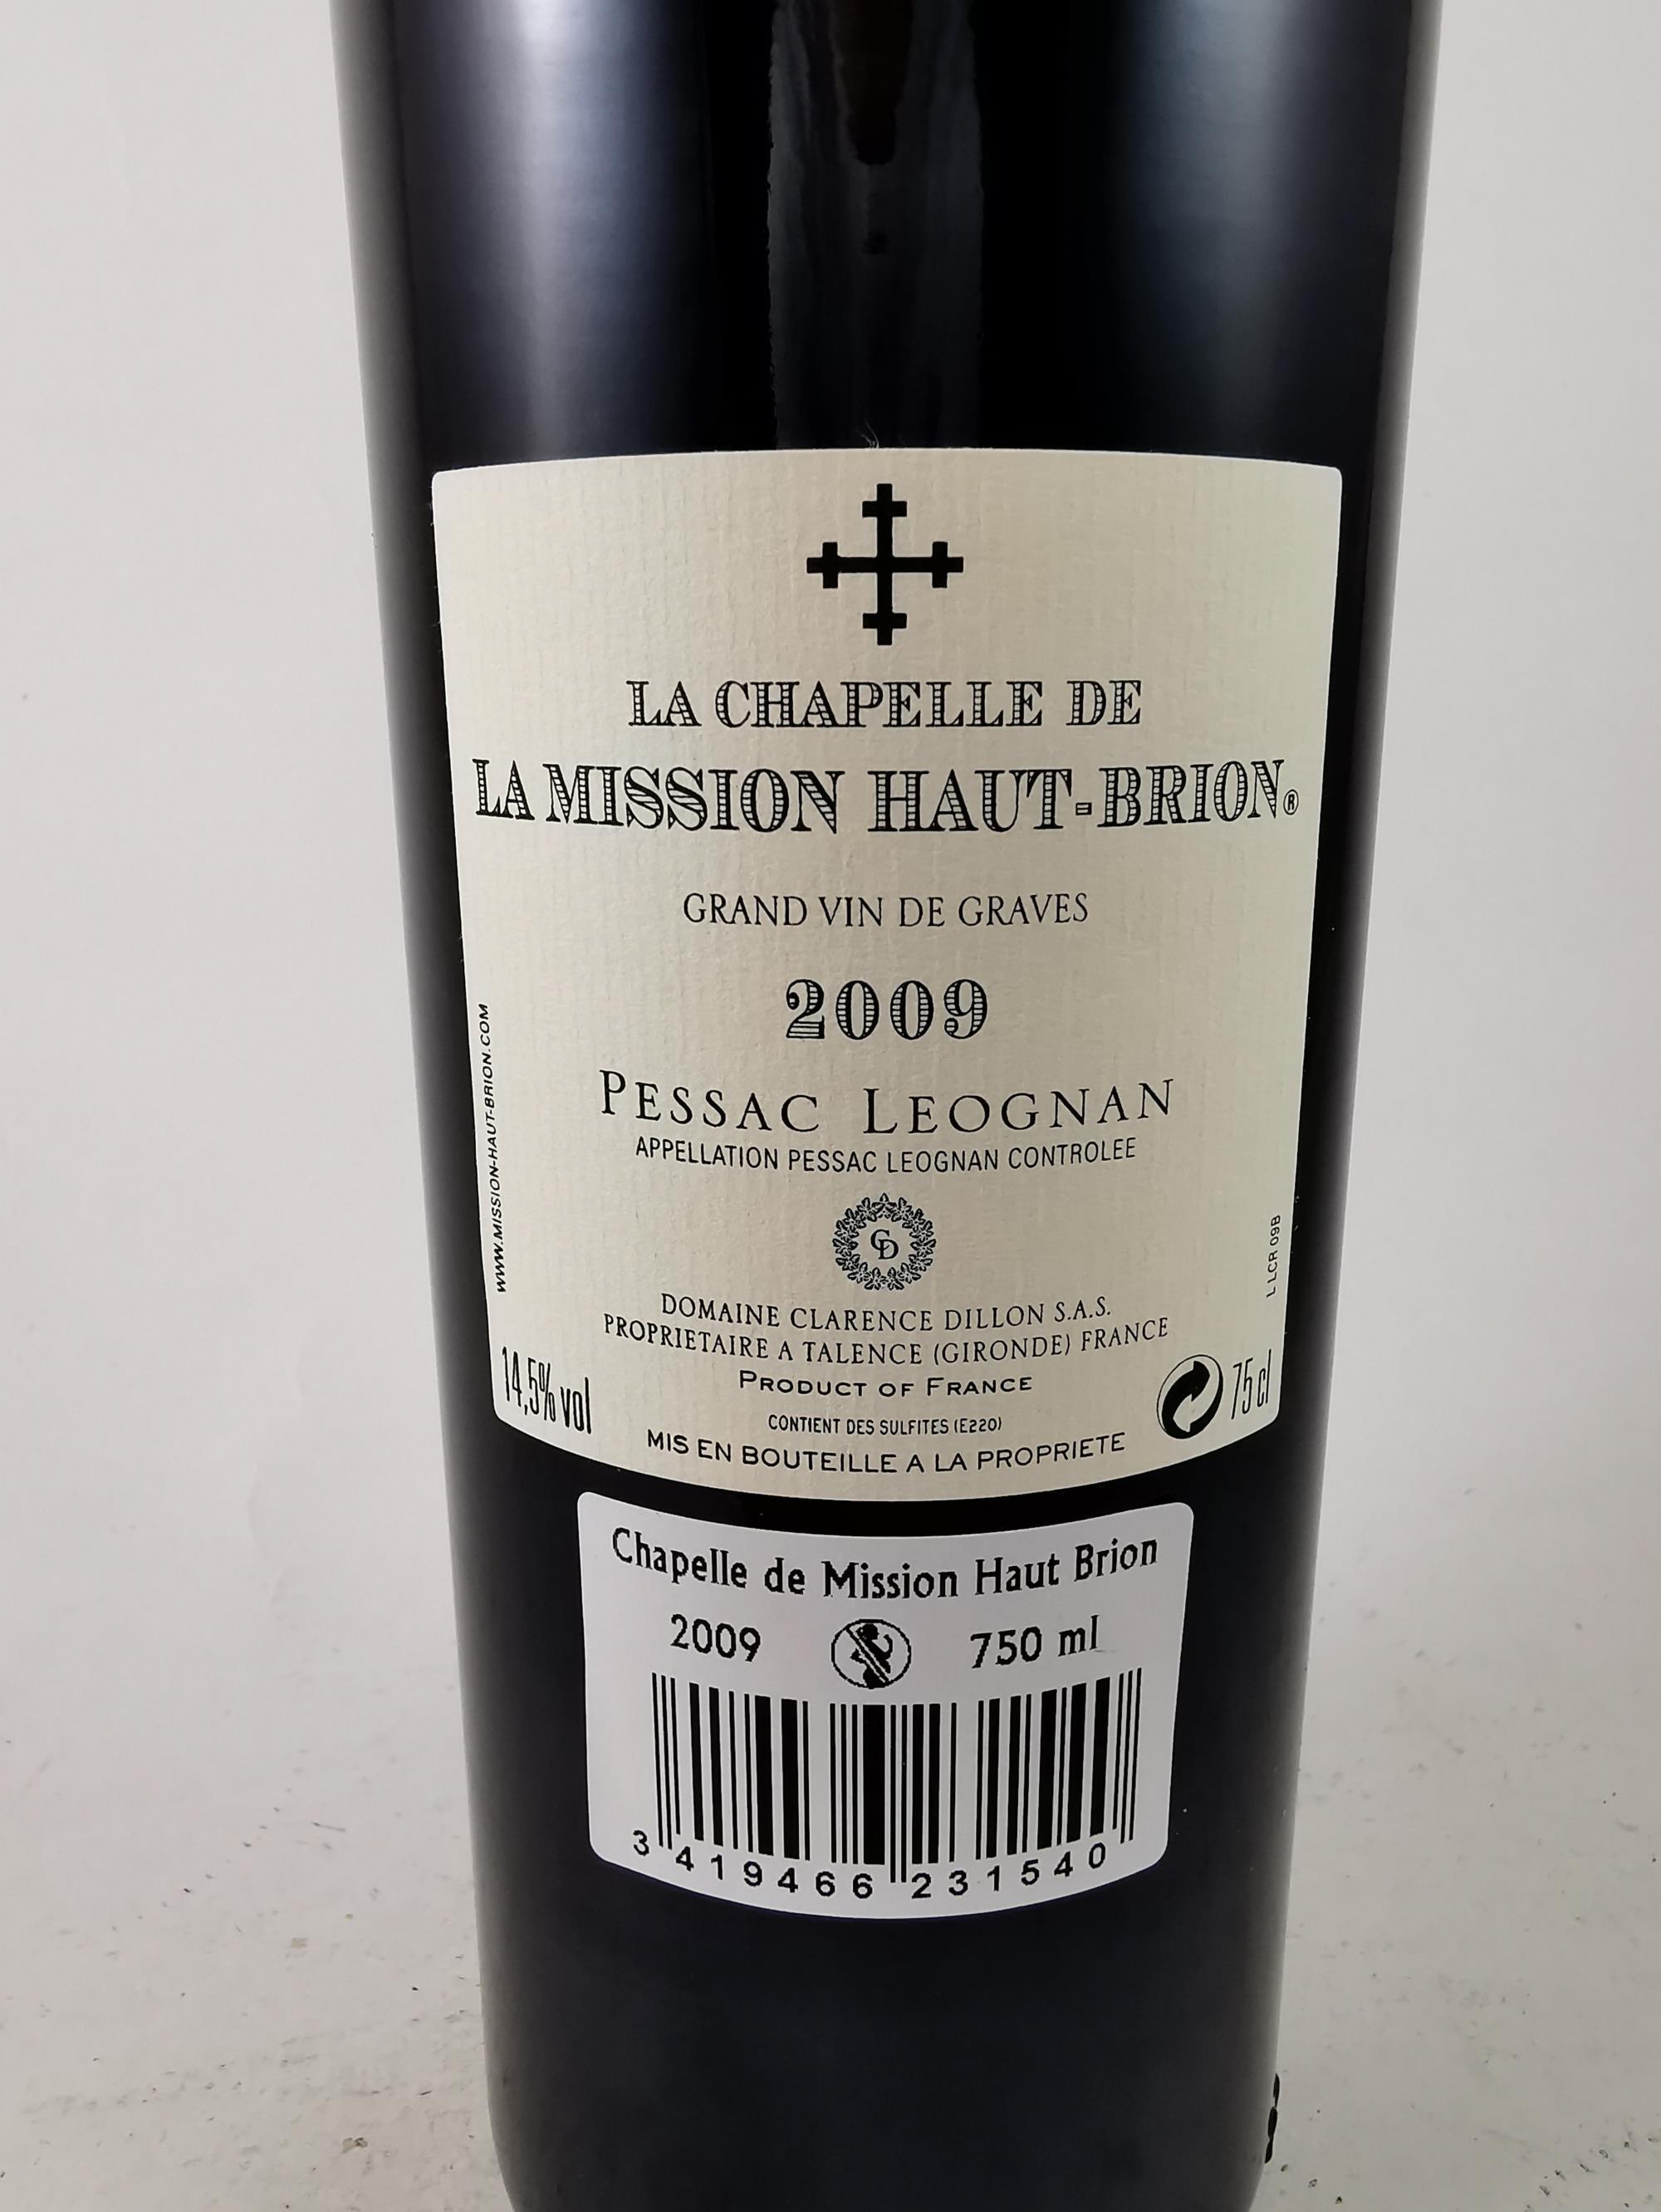 LA CHAPELLE DE
LA MISSION HAUT-BRION®
GRAND VIN DE GRAVES
2009
PESSAC LEOGNAN
APPELLATION PESSAC LEOGNAN CONTROLEE
WWW.MISSION-HAUT-BRION.COM
L LCR 09B
CD
DOMAINE CLARENCE DILLON S.A.S.
PROPRIETAIRE A TALENCE (GIRONDE) FRANCE
PRODUCT OF FRANCE
14,5% vol
75 cl
CONTIENT DES SULFITES (E220)
MIS EN BOUTEILLE A LA PROPRIETE
Chapelle de Mission Haut Brion
2009 750 ml
3 419466 231540